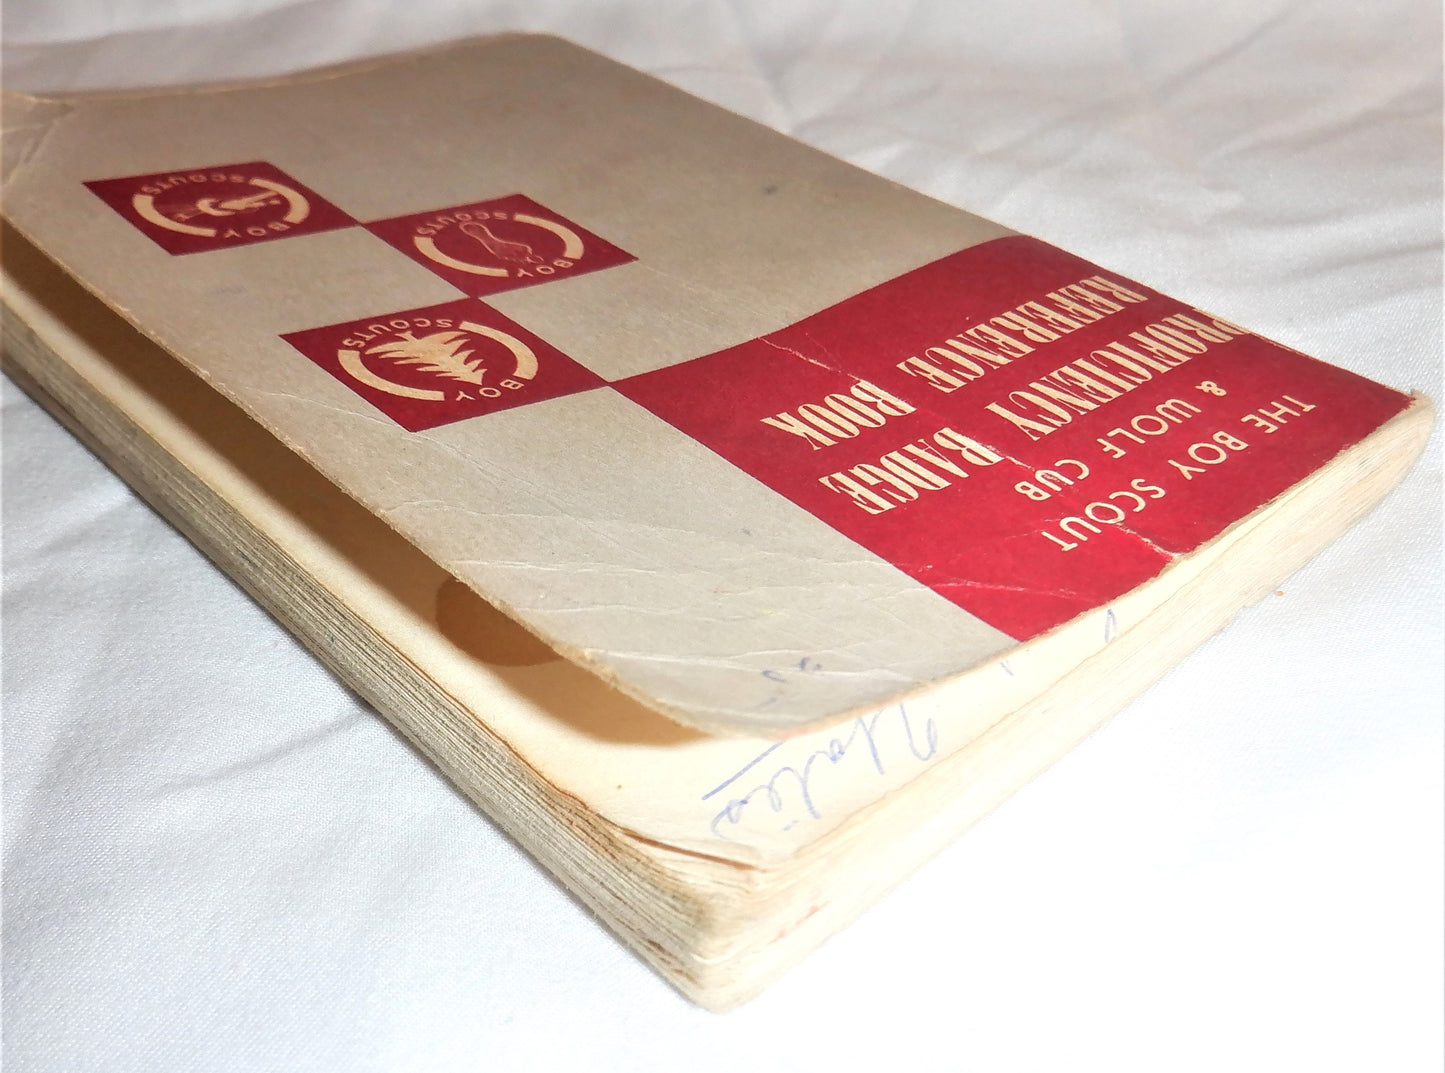 THE BOY SCOUT
& WOLF CUB
PROFICIENCY BADGE
REFERENCE BOOK
BOY
SCOUTS
BOY
SCOUTS
BOY
SCOUTS